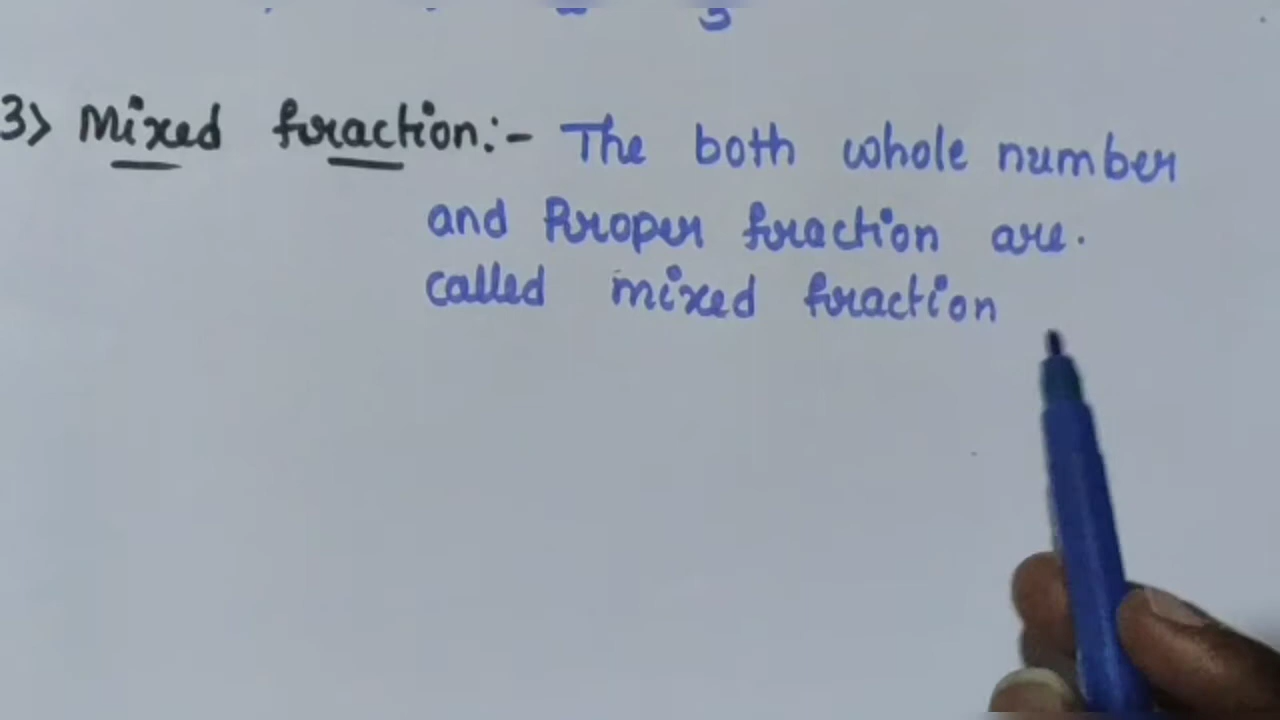 3> Mixed fraction:- The both whole number
and Proper fraction are.
called mixed fraction